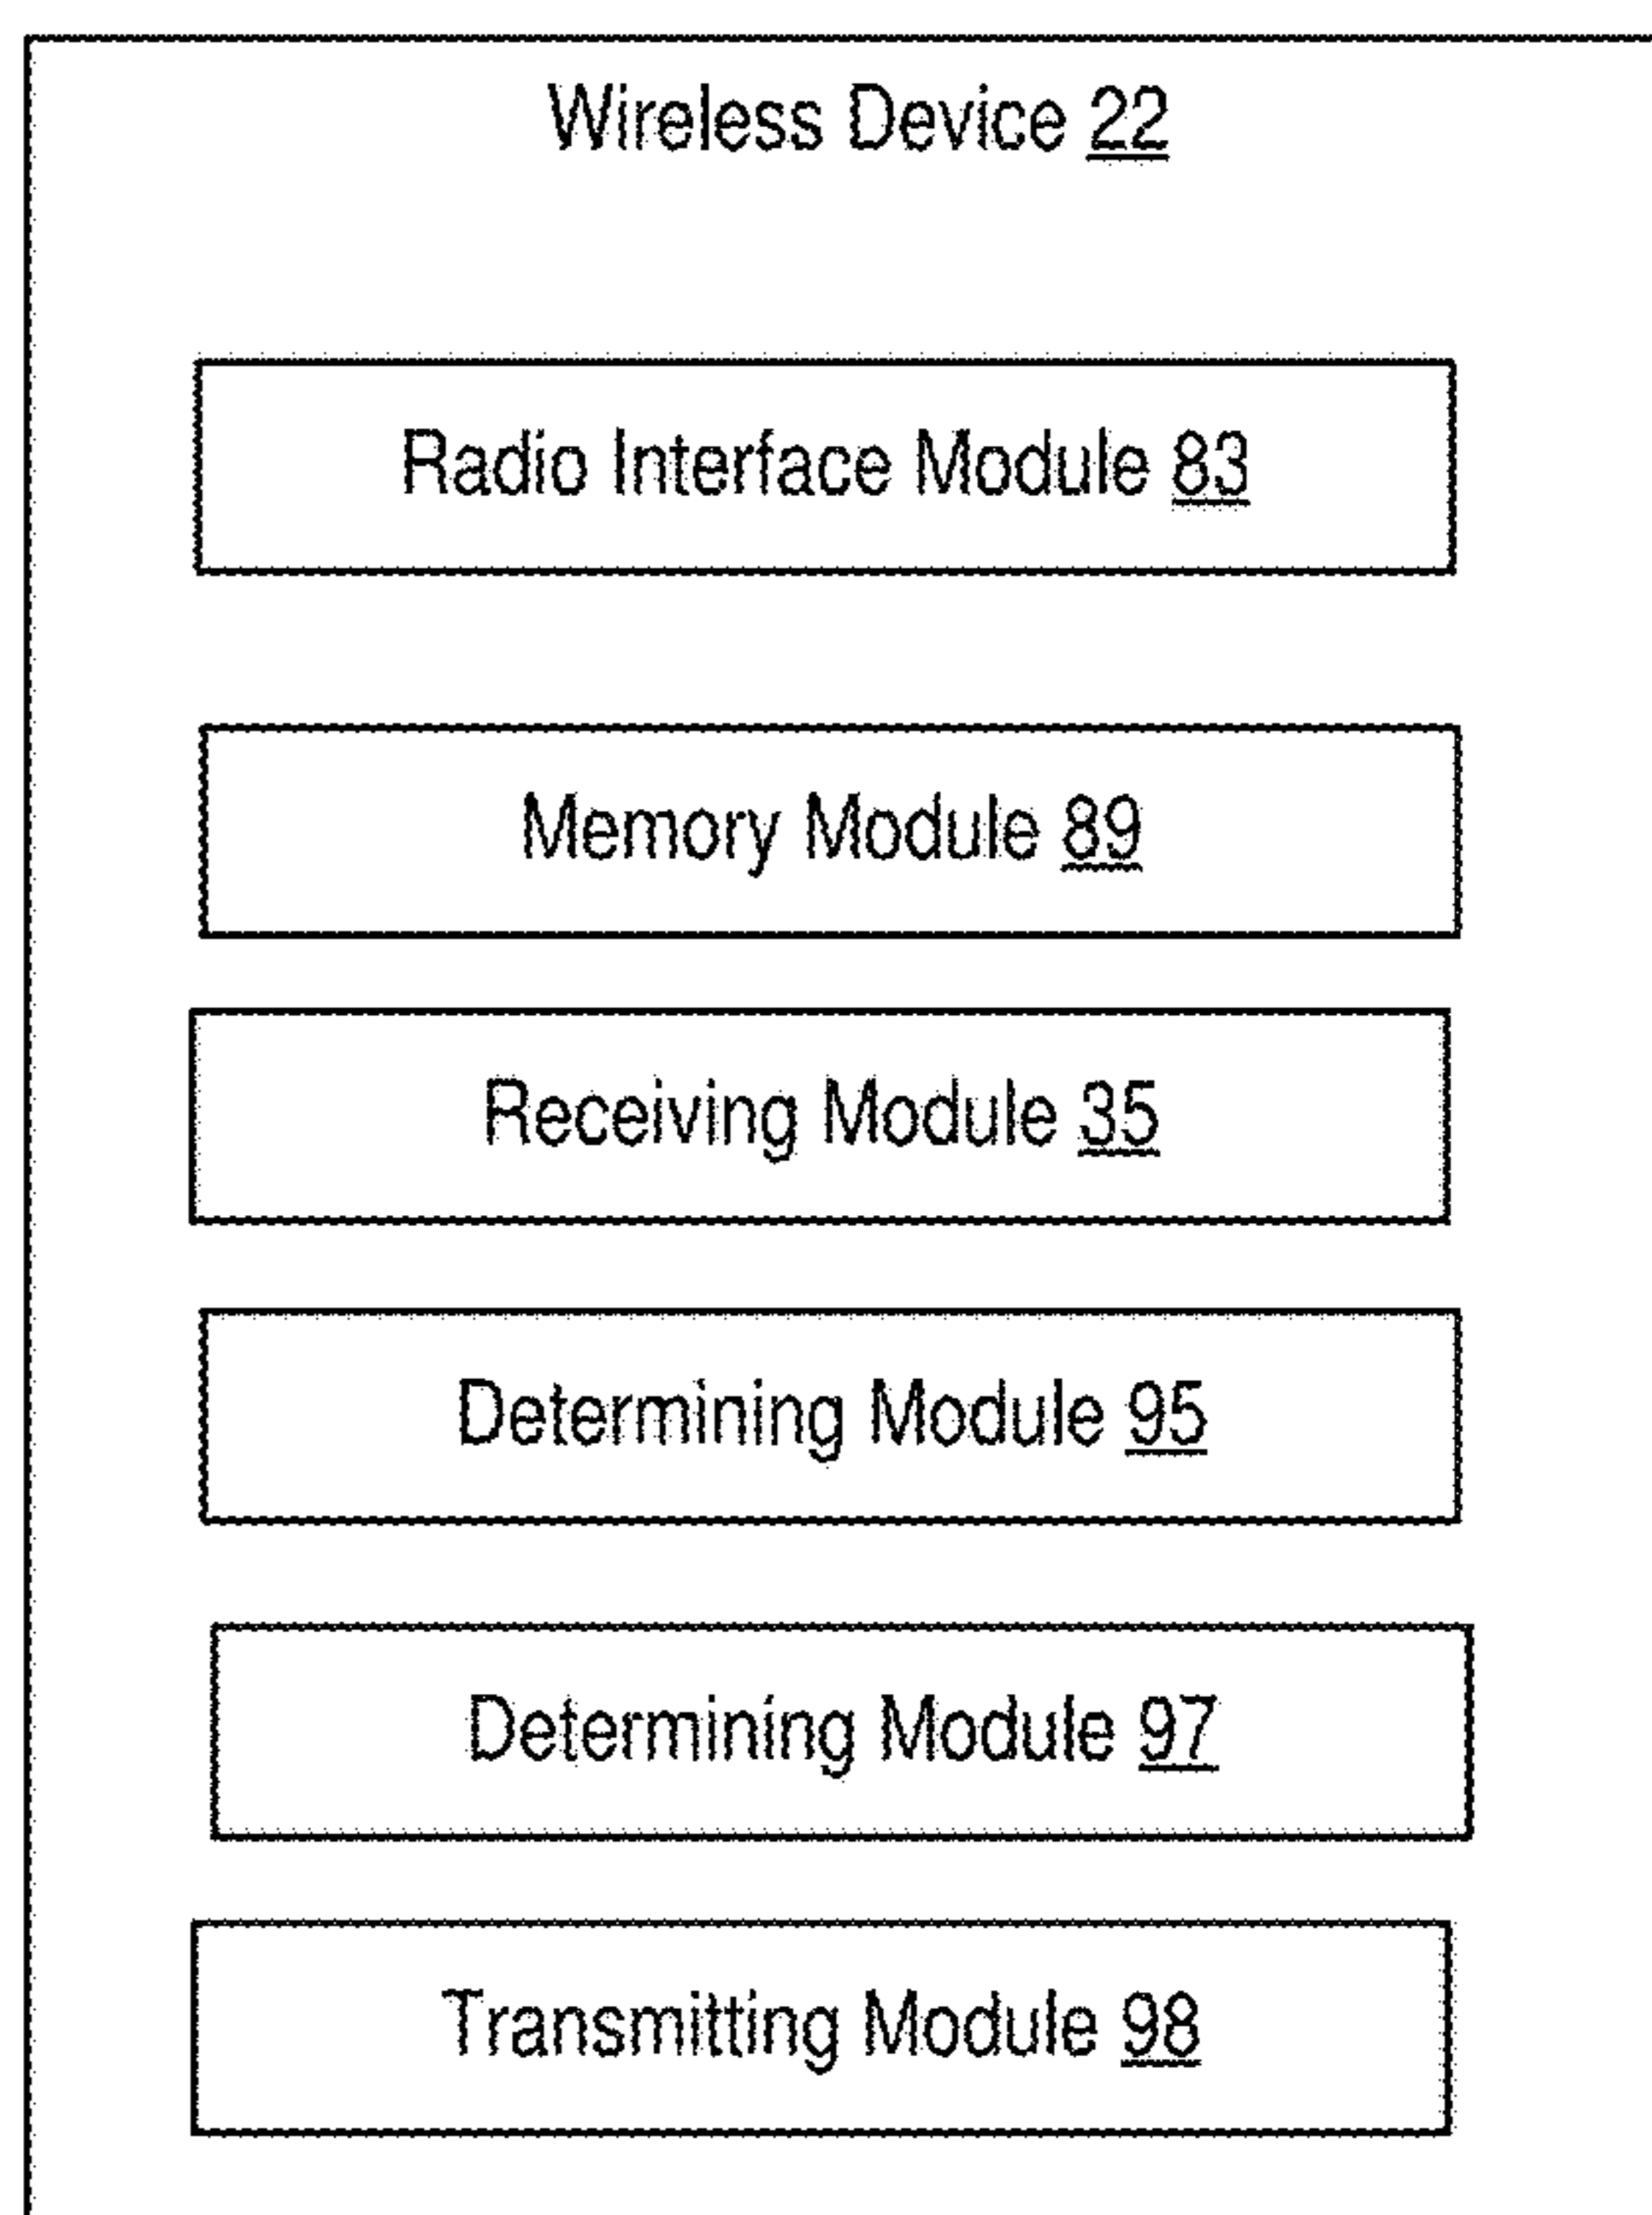 Wireless Device 22
Radio Interface Module 83
Memory Module 89
Receiving Module 35
Determining Module 95
Determining Module 97
Transmitting Module 98